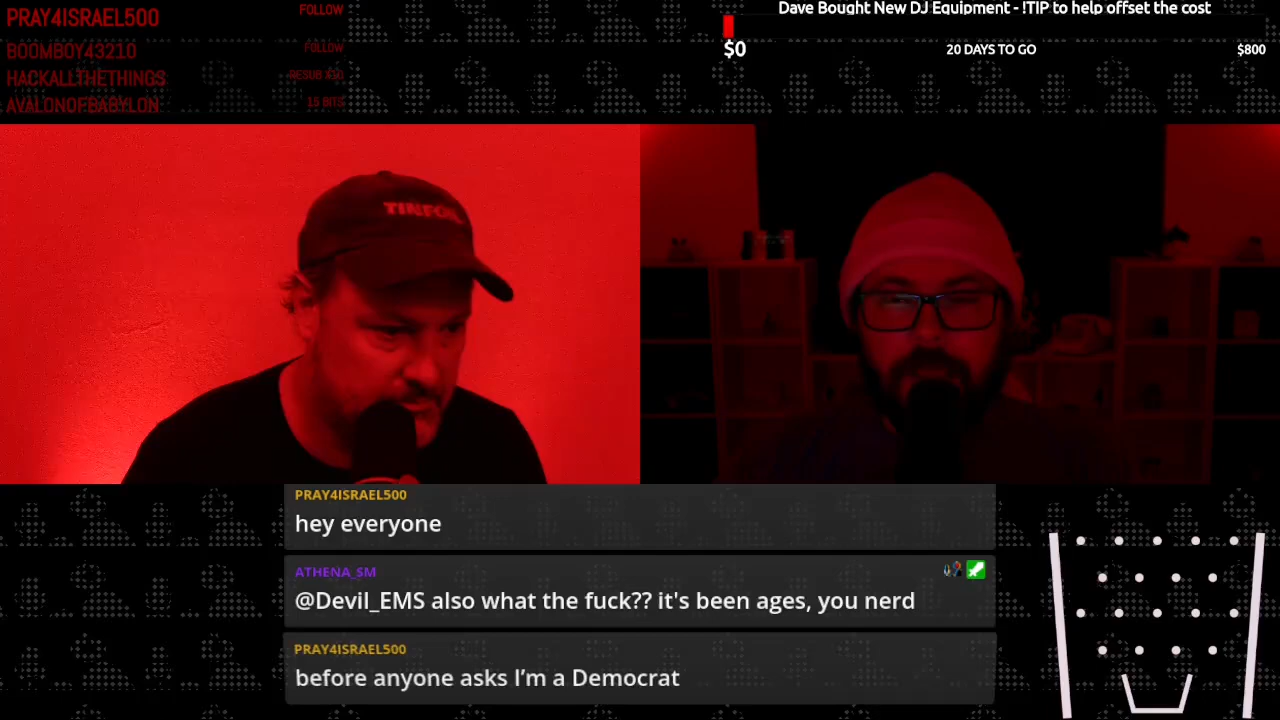 PRAY4ISRAEL500 FOLLOW
BOOMBOY43210 FOLLOW
HACKALLTHETHINGS RESUB X10
AVALONOFBABYLON 15 BITS
Dave Bought New DJ Equipment - !TIP to help offset the cost
$0 20 DAYS TO GO $800
PRAY4ISRAEL500
hey everyone
ATHENA_SM
@Devil_EMS also what the fuck?? it's been ages, you nerd
PRAY4ISRAEL500
before anyone asks I’m a Democrat